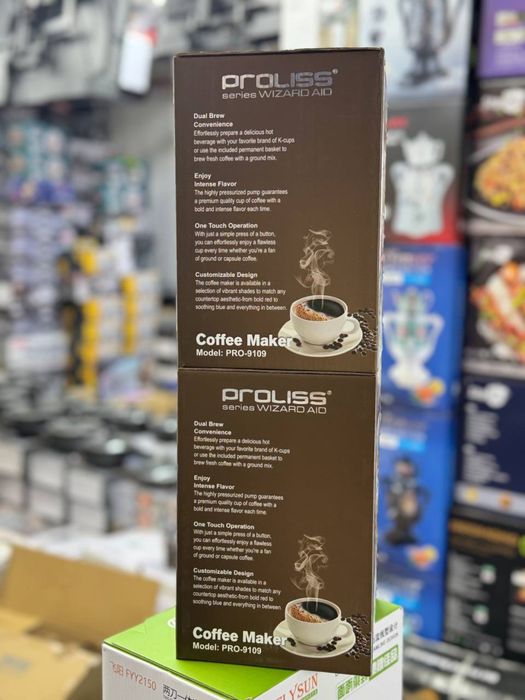 PROLISS®
series WIZARD AID
Dual Brew
Convenience
Effortlessly prepare a delicious hot
beverage with your favorite brand of K-cups
or use the included permanent basket to
brew fresh coffee with a ground mix.
Enjoy
Intense Flavor
The highly pressurized pump guarantees
a premium quality cup of coffee with a
bold and intense flavor each time.
One Touch Operation
With just a simple press of a button,
you can effortlessly enjoy a flawless
cup every time whether you're a fan
of ground or capsule coffee.
Customizable Design
The coffee maker is available in a
selection of vibrant shades to match any
countertop aesthetic-from bold red to
soothing blue and everything in between.
Coffee Maker
Model: PRO-9109
PROLISS®
series WIZARD AID
Dual Brew
Convenience
Effortlessly prepare a delicious hot
beverage with your favorite brand of K-cups
or use the included permanent basket to
brew fresh coffee with a ground mix.
Enjoy
Intense Flavor
The highly pressurized pump guarantees
a premium quality cup of coffee with a
bold and intense flavor each time.
One Touch Operation
With just a simple press of a button,
you can effortlessly enjoy a flawless
cup every time whether you're a fan
of ground or capsule coffee.
Customizable Design
The coffee maker is available in a
selection of vibrant shades to match any
countertop aesthetic-from bold red to
soothing blue and everything in between.
Coffee Maker
Model: PRO-9109
FYY2150
LYSUN